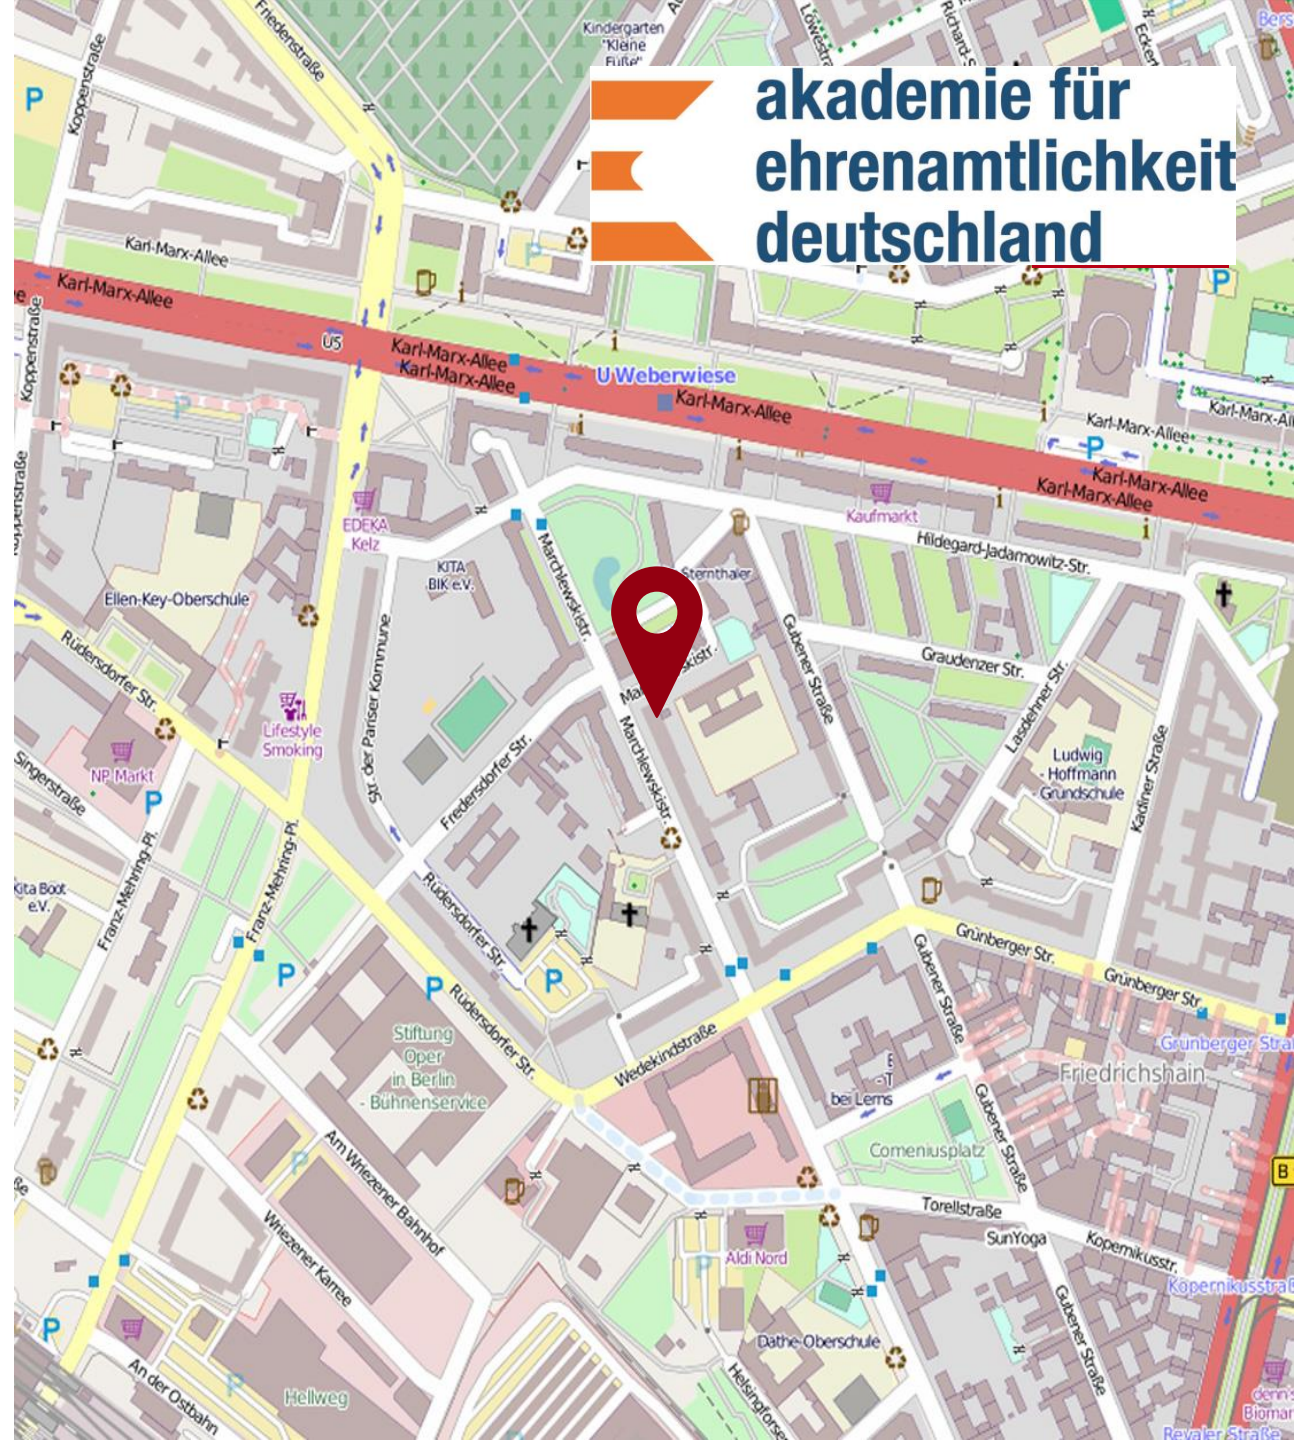 Friedenstraße
Koppenstraße
Kindergarten
"Kleine
Füße"
P
akademie für
ehrenamtlichkeit
deutschland
P
Karl-Marx-Allee
Karl-Marx-Allee
Koppenstraße
U5
Karl-Marx-Allee
Karl-Marx-Allee
U Weberwiese
Karl-Marx-Allee
P
Karl-Marx-Allee
P
Karl-Marx-Allee
Karl-Marx-Allee
P
EDEKA
Kelz
Kaufmarkt
Hildegard-Jadamowitz-Str.
KITA
BIK e.V.
Marchlewskistr.
Sternthaler
Ellen-Key-Oberschule
Rüdersdorfer Str.
Str. der Pariser Kommune
Gubener Straße
Graudenzer Str.
Lasdehner Str.
Kadiner Straße
Lifestyle
Smoking
NP Markt
Singerstraße
P
Fredersdorfer Str.
Marchlewskistr.
Ludwig
- Hoffmann
- Grundschule
Franz-Mehring-Pl.
Franz-Mehring-Pl.
Kita Boot
e.V.
Rüdersdorfer Str.
P
P
P
Rüdersdorfer Str.
Grünberger Str.
Grünberger Str.
Gubener Straße
Stiftung
Oper
in Berlin
- Bühnenservice
Wedekindstraße
Friedrichshain
bei Lems
Gubener Straße
Comeniusplatz
P
Am Wriezener Bahnhof
B
Torellstraße
SunYoga
Kopernikusstr.
Wriezener Karree
P
Aldi Nord
P
Dathe-Oberschule
Gubener Straße
An der Ostbahn
P
Hellweg
denn's
Revaler Straße